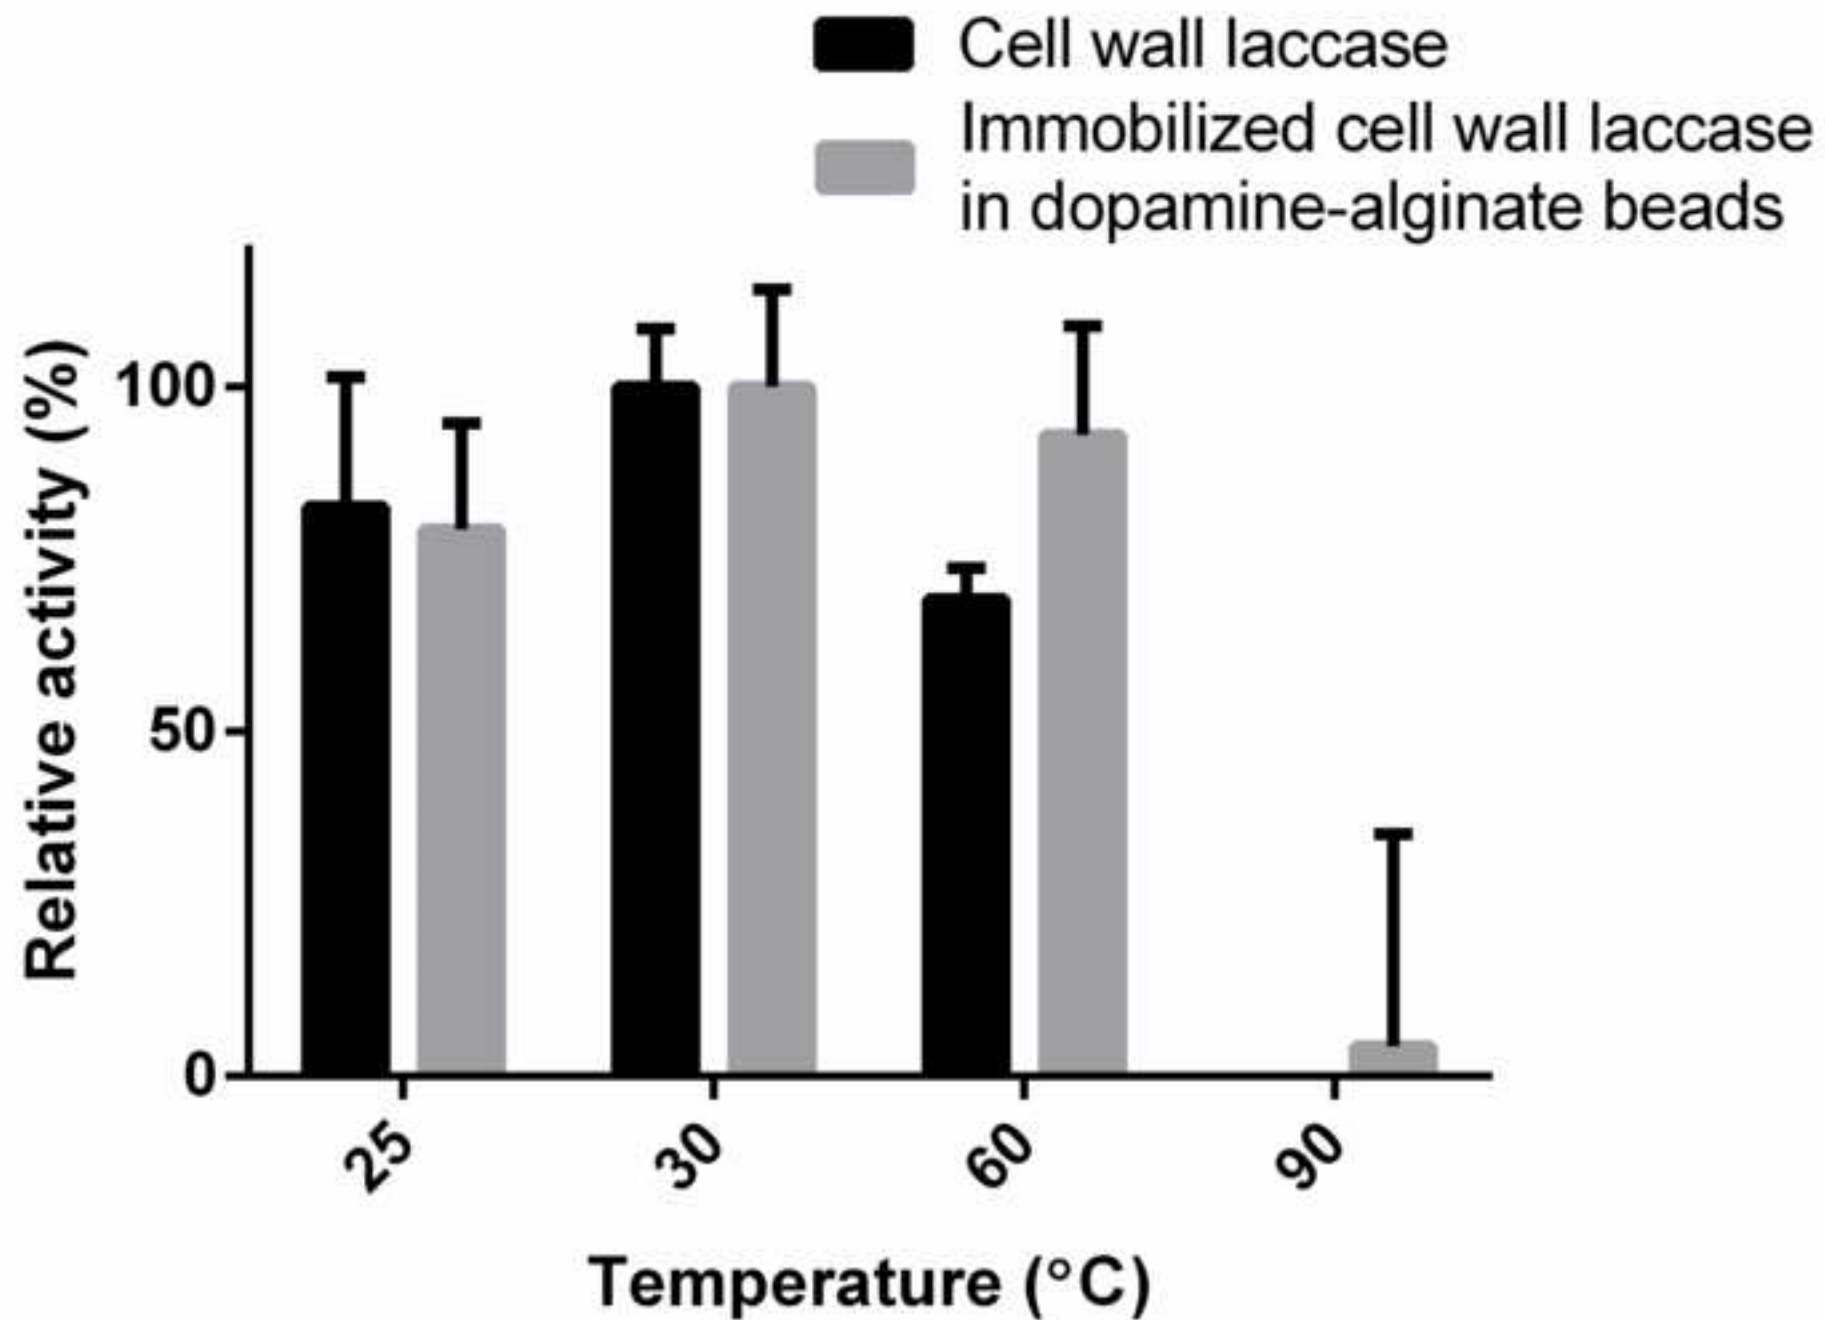 Cell wall laccase
Immobilized cell wall laccase
in dopamine-alginate beads
Relative activity (%)
100
50
0
25
30
60
90
Temperature (°C)